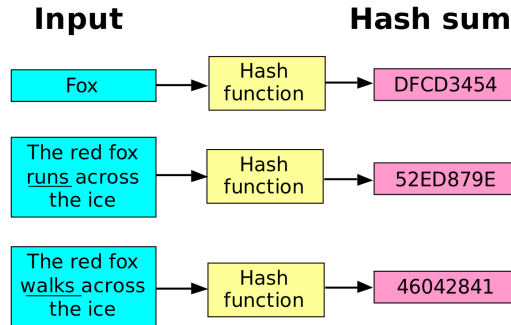 Input
Hash sum
Fox
Hash
function
DFCD3454
The red fox
runs across
the ice
Hash
function
52ED879E
The red fox
walks across
the ice
Hash
function
46042841